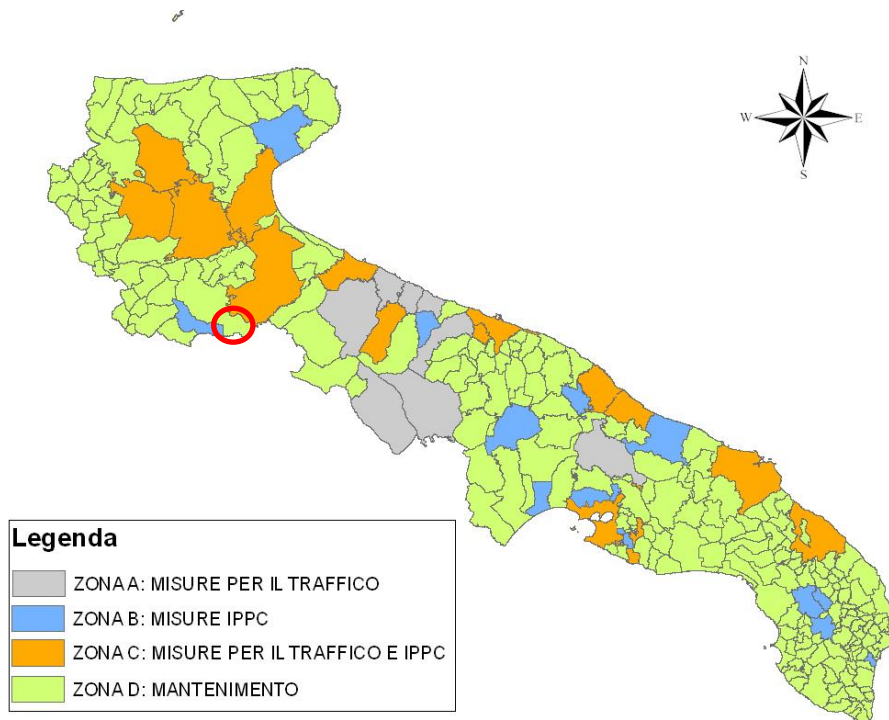 N
W E
S
Legenda
ZONA A: MISURE PER IL TRAFFICO
ZONA B: MISURE IPPC
ZONA C: MISURE PER IL TRAFFICO E IPPC
ZONA D: MANTENIMENTO